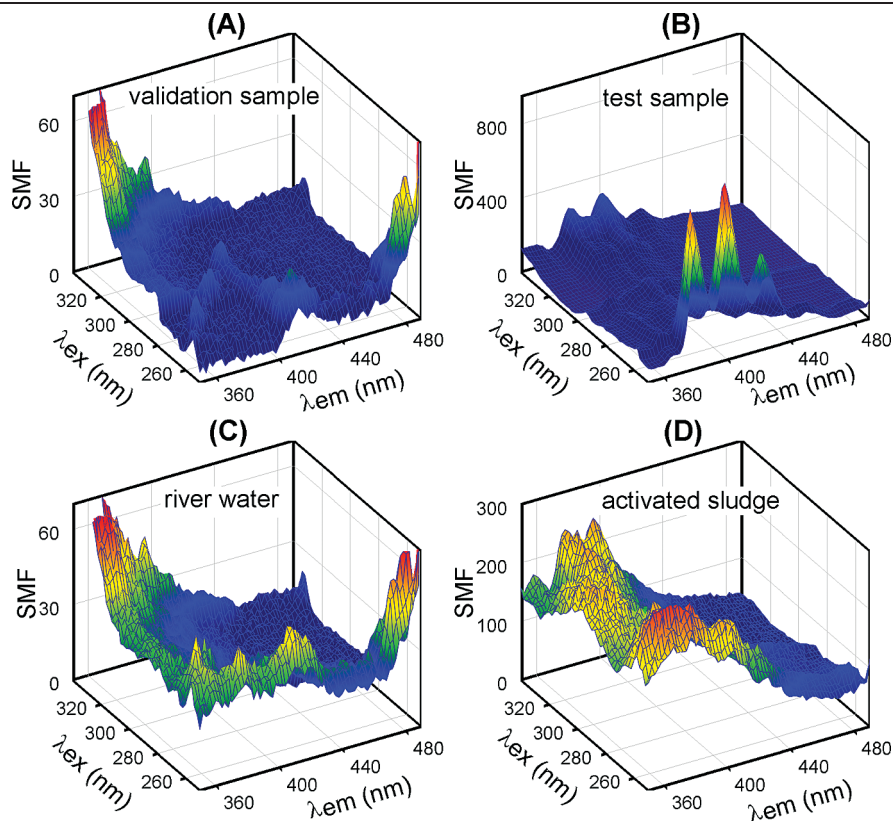 (A)
validation sample
SMF
60
30
0
320
300
280
260
λex (nm)
360
400
440
480
λem (nm)
(B)
test sample
SMF
800
400
0
320
300
280
260
λex (nm)
360
400
440
480
λem (nm)
(C)
river water
SMF
60
30
0
320
300
280
260
λex (nm)
360
400
440
480
λem (nm)
(D)
activated sludge
SMF
300
200
100
0
320
300
280
260
λex (nm)
360
400
440
480
λem (nm)